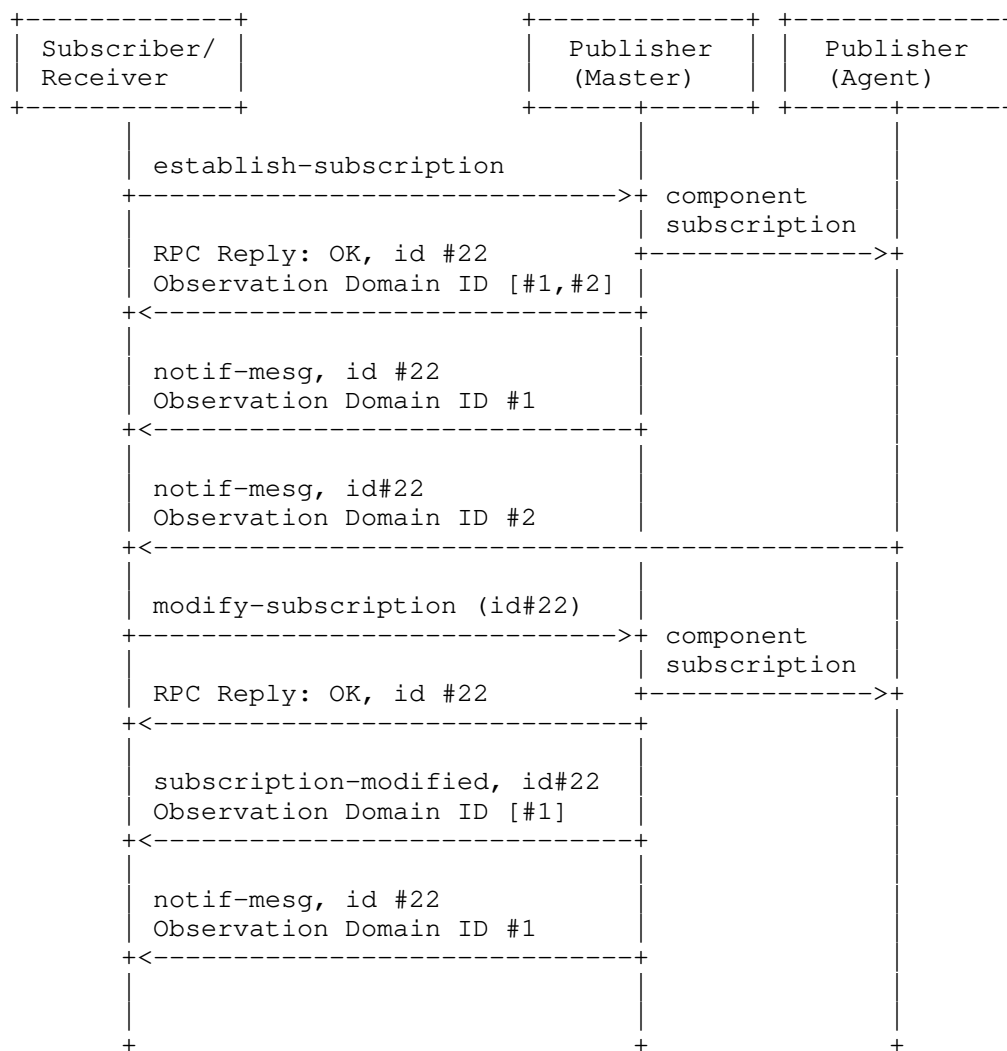 Subscriber/ Publisher Publisher
Receiver (Master) (Agent)
establish-subscription
component
subscription
RPC Reply: OK, id #22
Observation Domain ID [#1,#2]
notif-mesg, id #22
Observation Domain ID #1
notif-mesg, id#22
Observation Domain ID #2
modify-subscription (id#22)
component
subscription
RPC Reply: OK, id #22
subscription-modified, id#22
Observation Domain ID [#1]
notif-mesg, id #22
Observation Domain ID #1